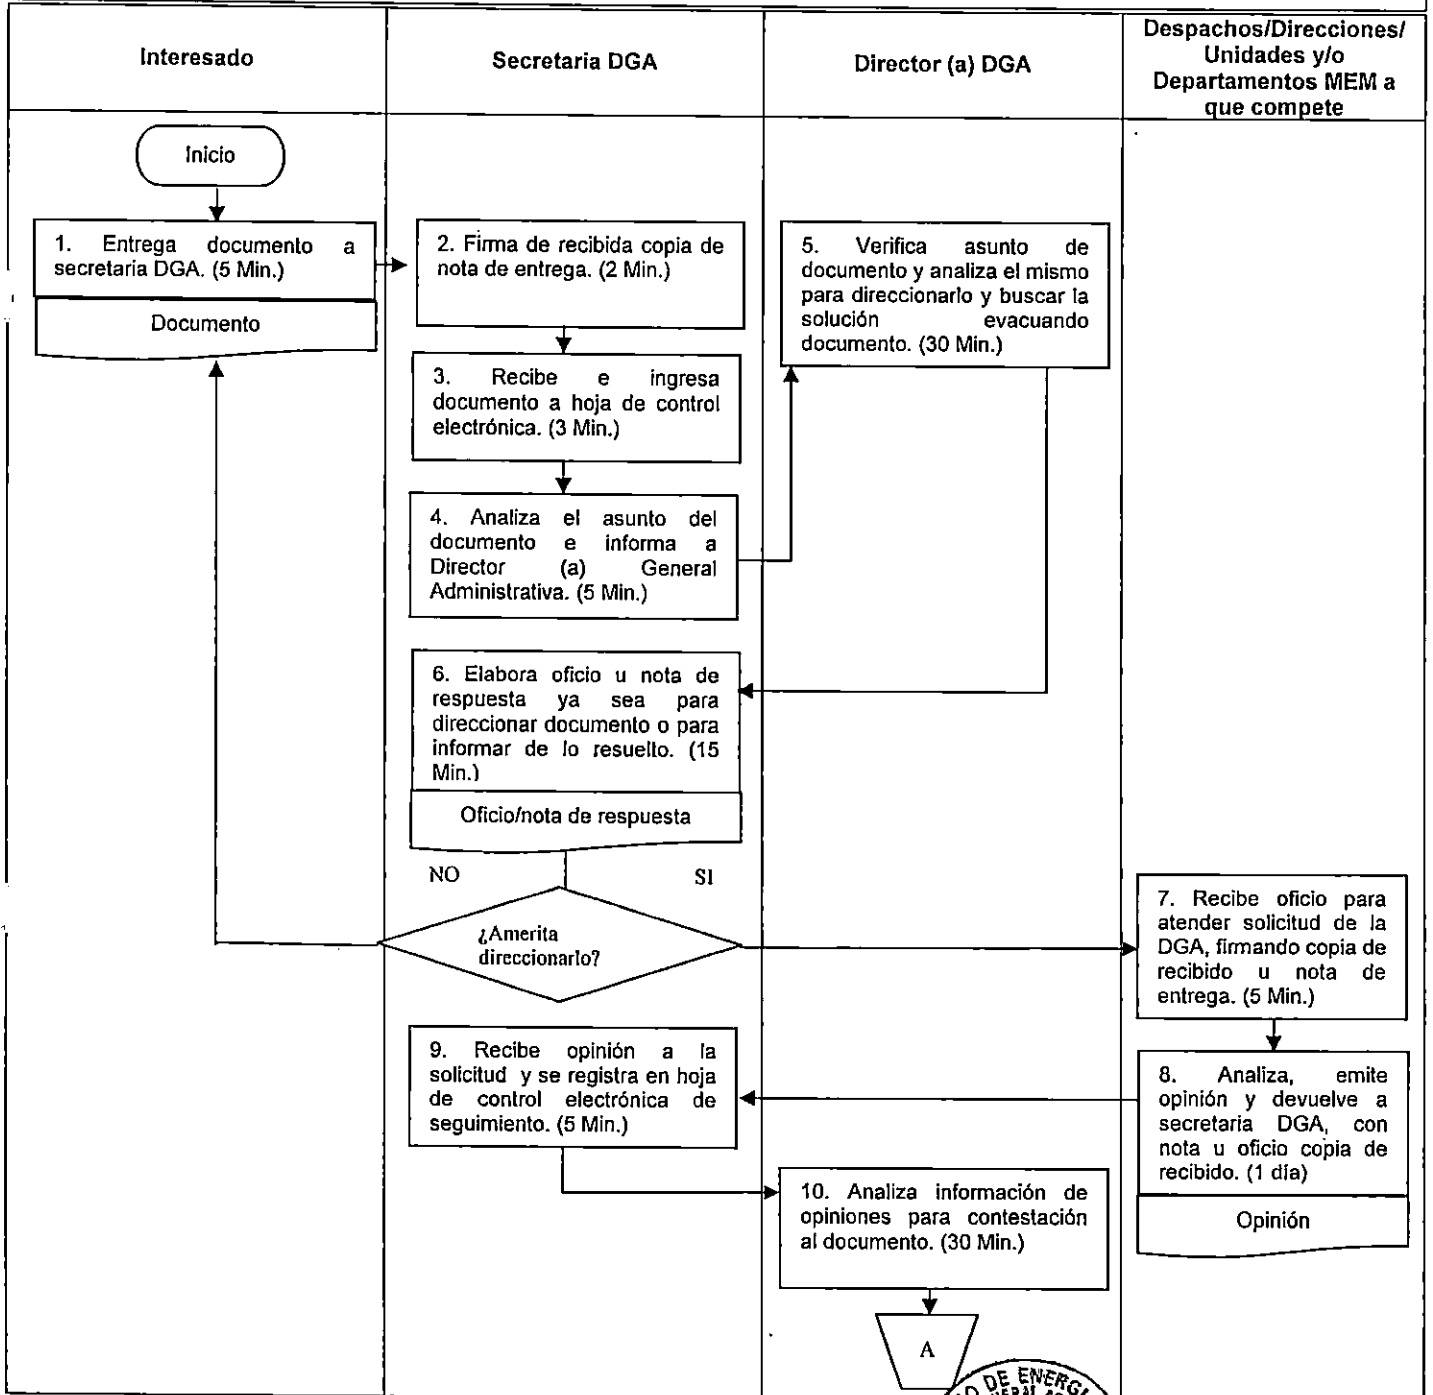 Interesado
Secretaria DGA
Director (a) DGA
Despachos/Direcciones/
Unidades y/o
Departamentos MEM a
que compete
Inicio
1. Entrega documento a
secretaria DGA. (5 Min.)
Documento
2. Firma de recibida copia de
nota de entrega. (2 Min.)
3. Recibe e ingresa
documento a hoja de control
electrónica. (3 Min.)
4. Analiza el asunto del
documento e informa a
Director (a) General
Administrativa. (5 Min.)
5. Verifica asunto de
documento y analiza el mismo
para direccionarlo y buscar la
solución evacuando
documento. (30 Min.)
6. Elabora oficio u nota de
respuesta ya sea para
direccionar documento o para
informar de lo resuelto. (15
Min.)
Oficio/nota de respuesta
NO
SI
¿Amerita
direccionarlo?
7. Recibe oficio para
atender solicitud de la
DGA, firmando copia de
recibido u nota de
entrega. (5 Min.)
8. Analiza, emite
opinión y devuelve a
secretaria DGA, con
nota u oficio copia de
recibido. (1 día)
Opinión
9. Recibe opinión a la
solicitud y se registra en hoja
de control electrónica de
seguimiento. (5 Min.)
10. Analiza información de
opiniones para contestación
al documento. (30 Min.)
A
DE ENERG